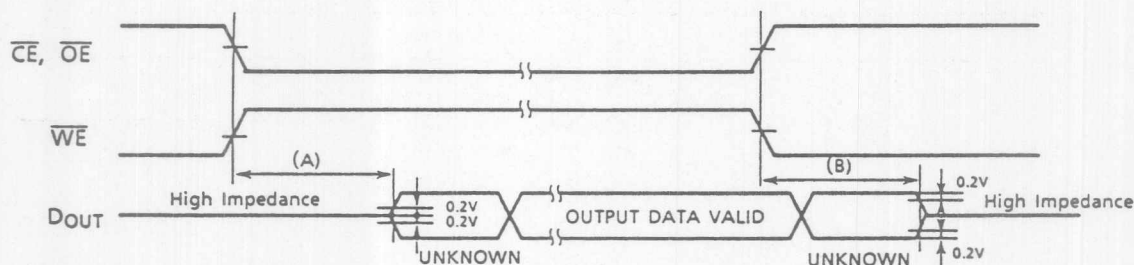 CE, OE
WE
(A)
(B)
DOUT
High Impedance
0.2V
0.2V
UNKNOWN
OUTPUT DATA VALID
UNKNOWN
0.2V
0.2V
High Impedance